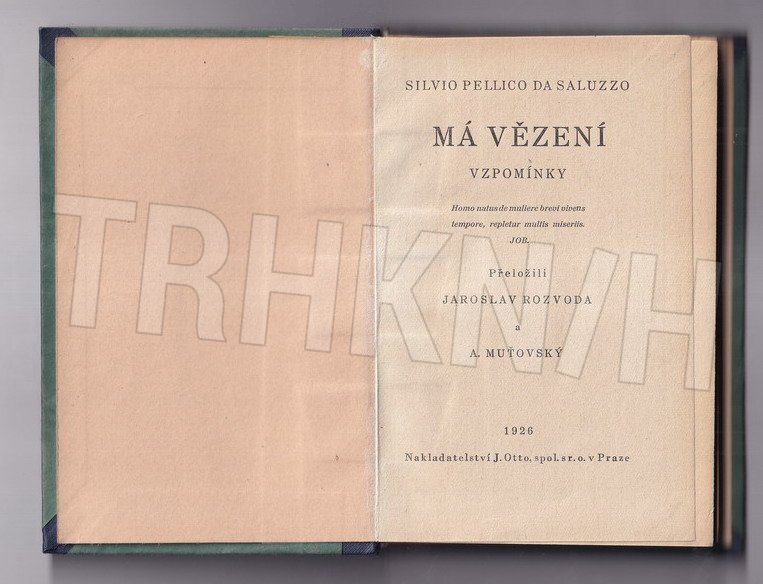 SILVIO PELLICO DA SALUZZO
MÁ VĚZENÍ
VZPOMÍNKY
Homo natus de muliere brevi vivens
tempore, repletur multis miseriis.
JOB.
Přeložili
JAROSLAV ROZVODA
a
A. MUŤOVSKÝ
1926
Nakladatelství J. Otto, spol. s r. o. v Praze
TRHKNIH